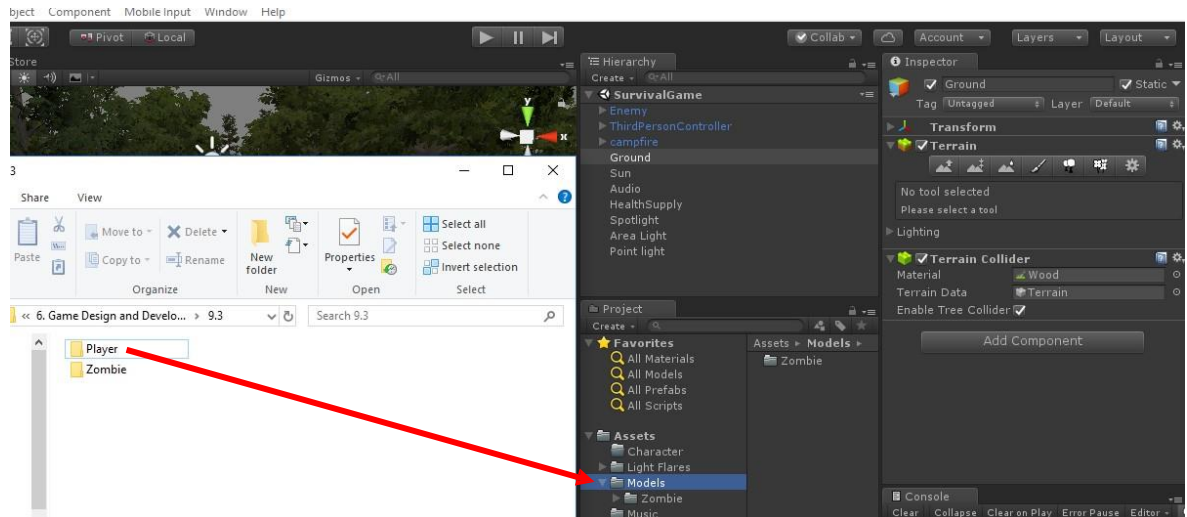 bject Component Mobile Input Window Help
Pivot Local Collab Account Layers Layout
Store
Gizmos Q▾All
y
x
Hierarchy
Create Q▾All
SurvivalGame
Enemy
ThirdPersonController
campfire
Ground
Sun
Audio
HealthSupply
Spotlight
Area Light
Point light
Inspector
Ground Static
Tag Untagged Layer Default
Transform
Terrain
No tool selected
Please select a tool
Lighting
Terrain Collider
Material Wood
Terrain Data Terrain
Enable Tree Collider
Add Component
3
Share View
Paste
Move to Delete
Copy to Rename
New
folder
Properties
Select all
Select none
Invert selection
Organize New Open Select
« 6. Game Design and Develo... › 9.3 Search 9.3
Player
Zombie
Project
Create
Favorites
All Materials
All Models
All Prefabs
All Scripts
Assets
Character
Light Flares
Models
Zombie
Music
Assets ▸ Models ▸
Zombie
Console
Clear Collapse Clear on Play Error Pause Editor